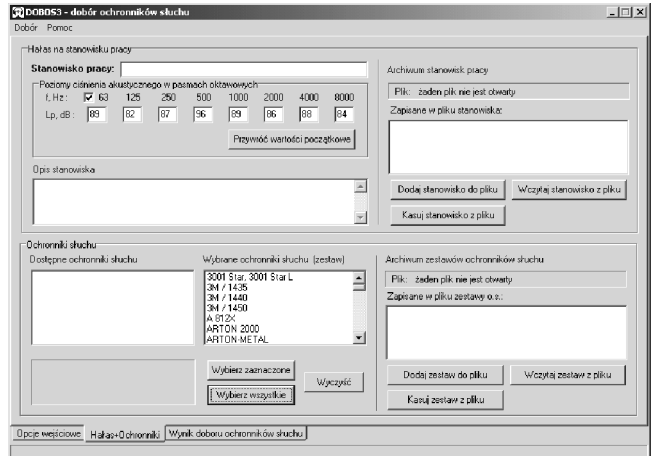 DOBOS3 - dobór ochronników słuchu
Dobór Pomoc
Hałas na stanowisku pracy
Stanowisko pracy:
Poziomy ciśnienia akustycznego w pasmach oktawowych
f, Hz: 63 125 250 500 1000 2000 4000 8000
Lp, dB: 89 82 87 96 89 86 88 84
Przywróć wartości początkowe
Opis stanowiska
Archiwum stanowisk pracy
Plik: żaden plik nie jest otwarty
Zapisane w pliku stanowiska:
Dodaj stanowisko do pliku Wczytaj stanowisko z pliku
Kasuj stanowisko z pliku
Ochronniki słuchu
Dostępne ochronniki słuchu
Wybrane ochronniki słuchu (zestaw)
3001 Star, 3001 Star L
3M / 1435
3M / 1440
3M / 1450
A 812X
ARTON 2000
ARTON-METAL
Wybierz zaznaczone
Wybierz wszystkie
Wyczyść
Archiwum zestawów ochronników słuchu
Plik: żaden plik nie jest otwarty
Zapisane w pliku zestawy o.s.:
Dodaj zestaw do pliku Wczytaj zestaw z pliku
Kasuj zestaw z pliku
Opcje wejściowe Hałas+Ochronniki Wynik doboru ochronników słuchu